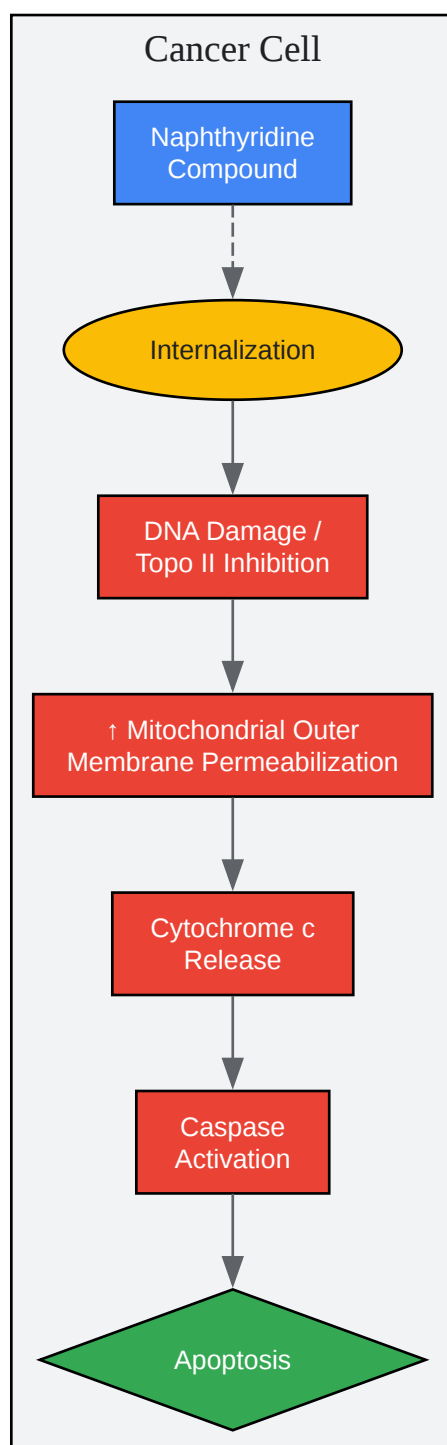 Cancer Cell
Naphthyridine
Compound
Internalization
DNA Damage /
Topo II Inhibition
↑ Mitochondrial Outer
Membrane Permeabilization
Cytochrome c
Release
Caspase
Activation
Apoptosis